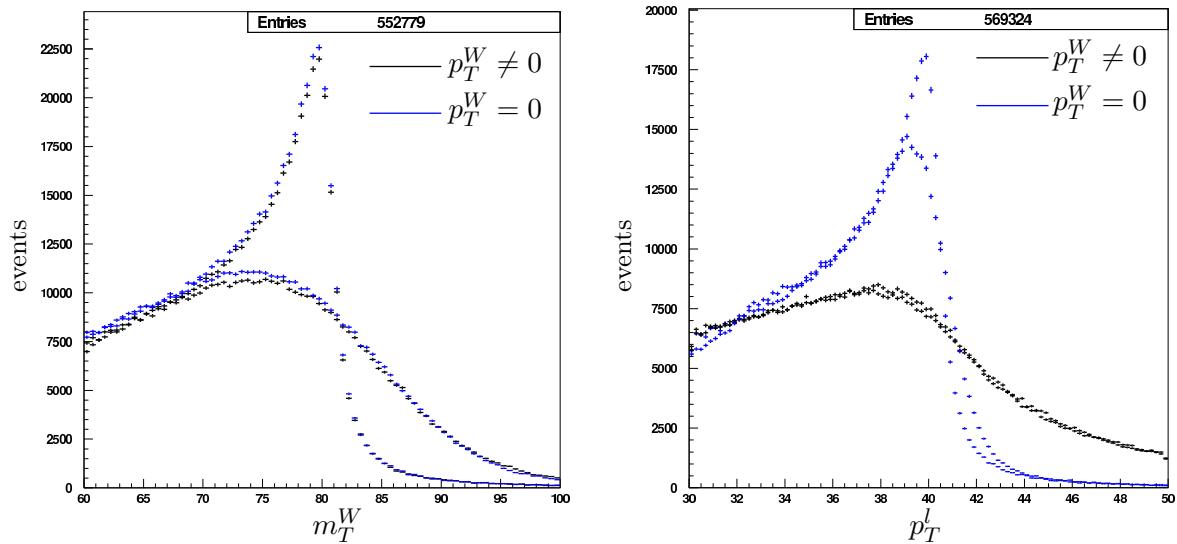 Entries 552779
p_T^W ≠ 0
p_T^W = 0
22500
20000
17500
15000
12500
10000
7500
5000
2500
0
events
60 65 70 75 80 85 90 95 100
m_T^W
Entries 569324
p_T^W ≠ 0
p_T^W = 0
20000
17500
15000
12500
10000
7500
5000
2500
0
events
30 32 34 36 38 40 42 44 46 48 50
p_T^l